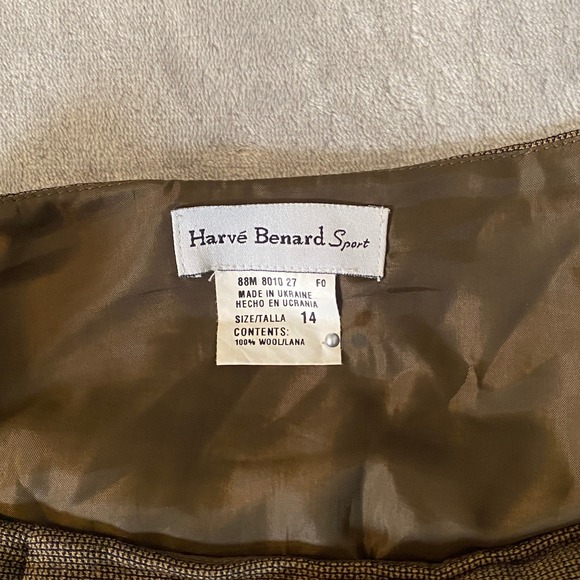 Harvé Benard Sport
88M 8010 27 F0
MADE IN UKRAINE
HECHO EN UCRANIA
SIZE/TALLA 14
CONTENTS:
100% WOOL/LANA